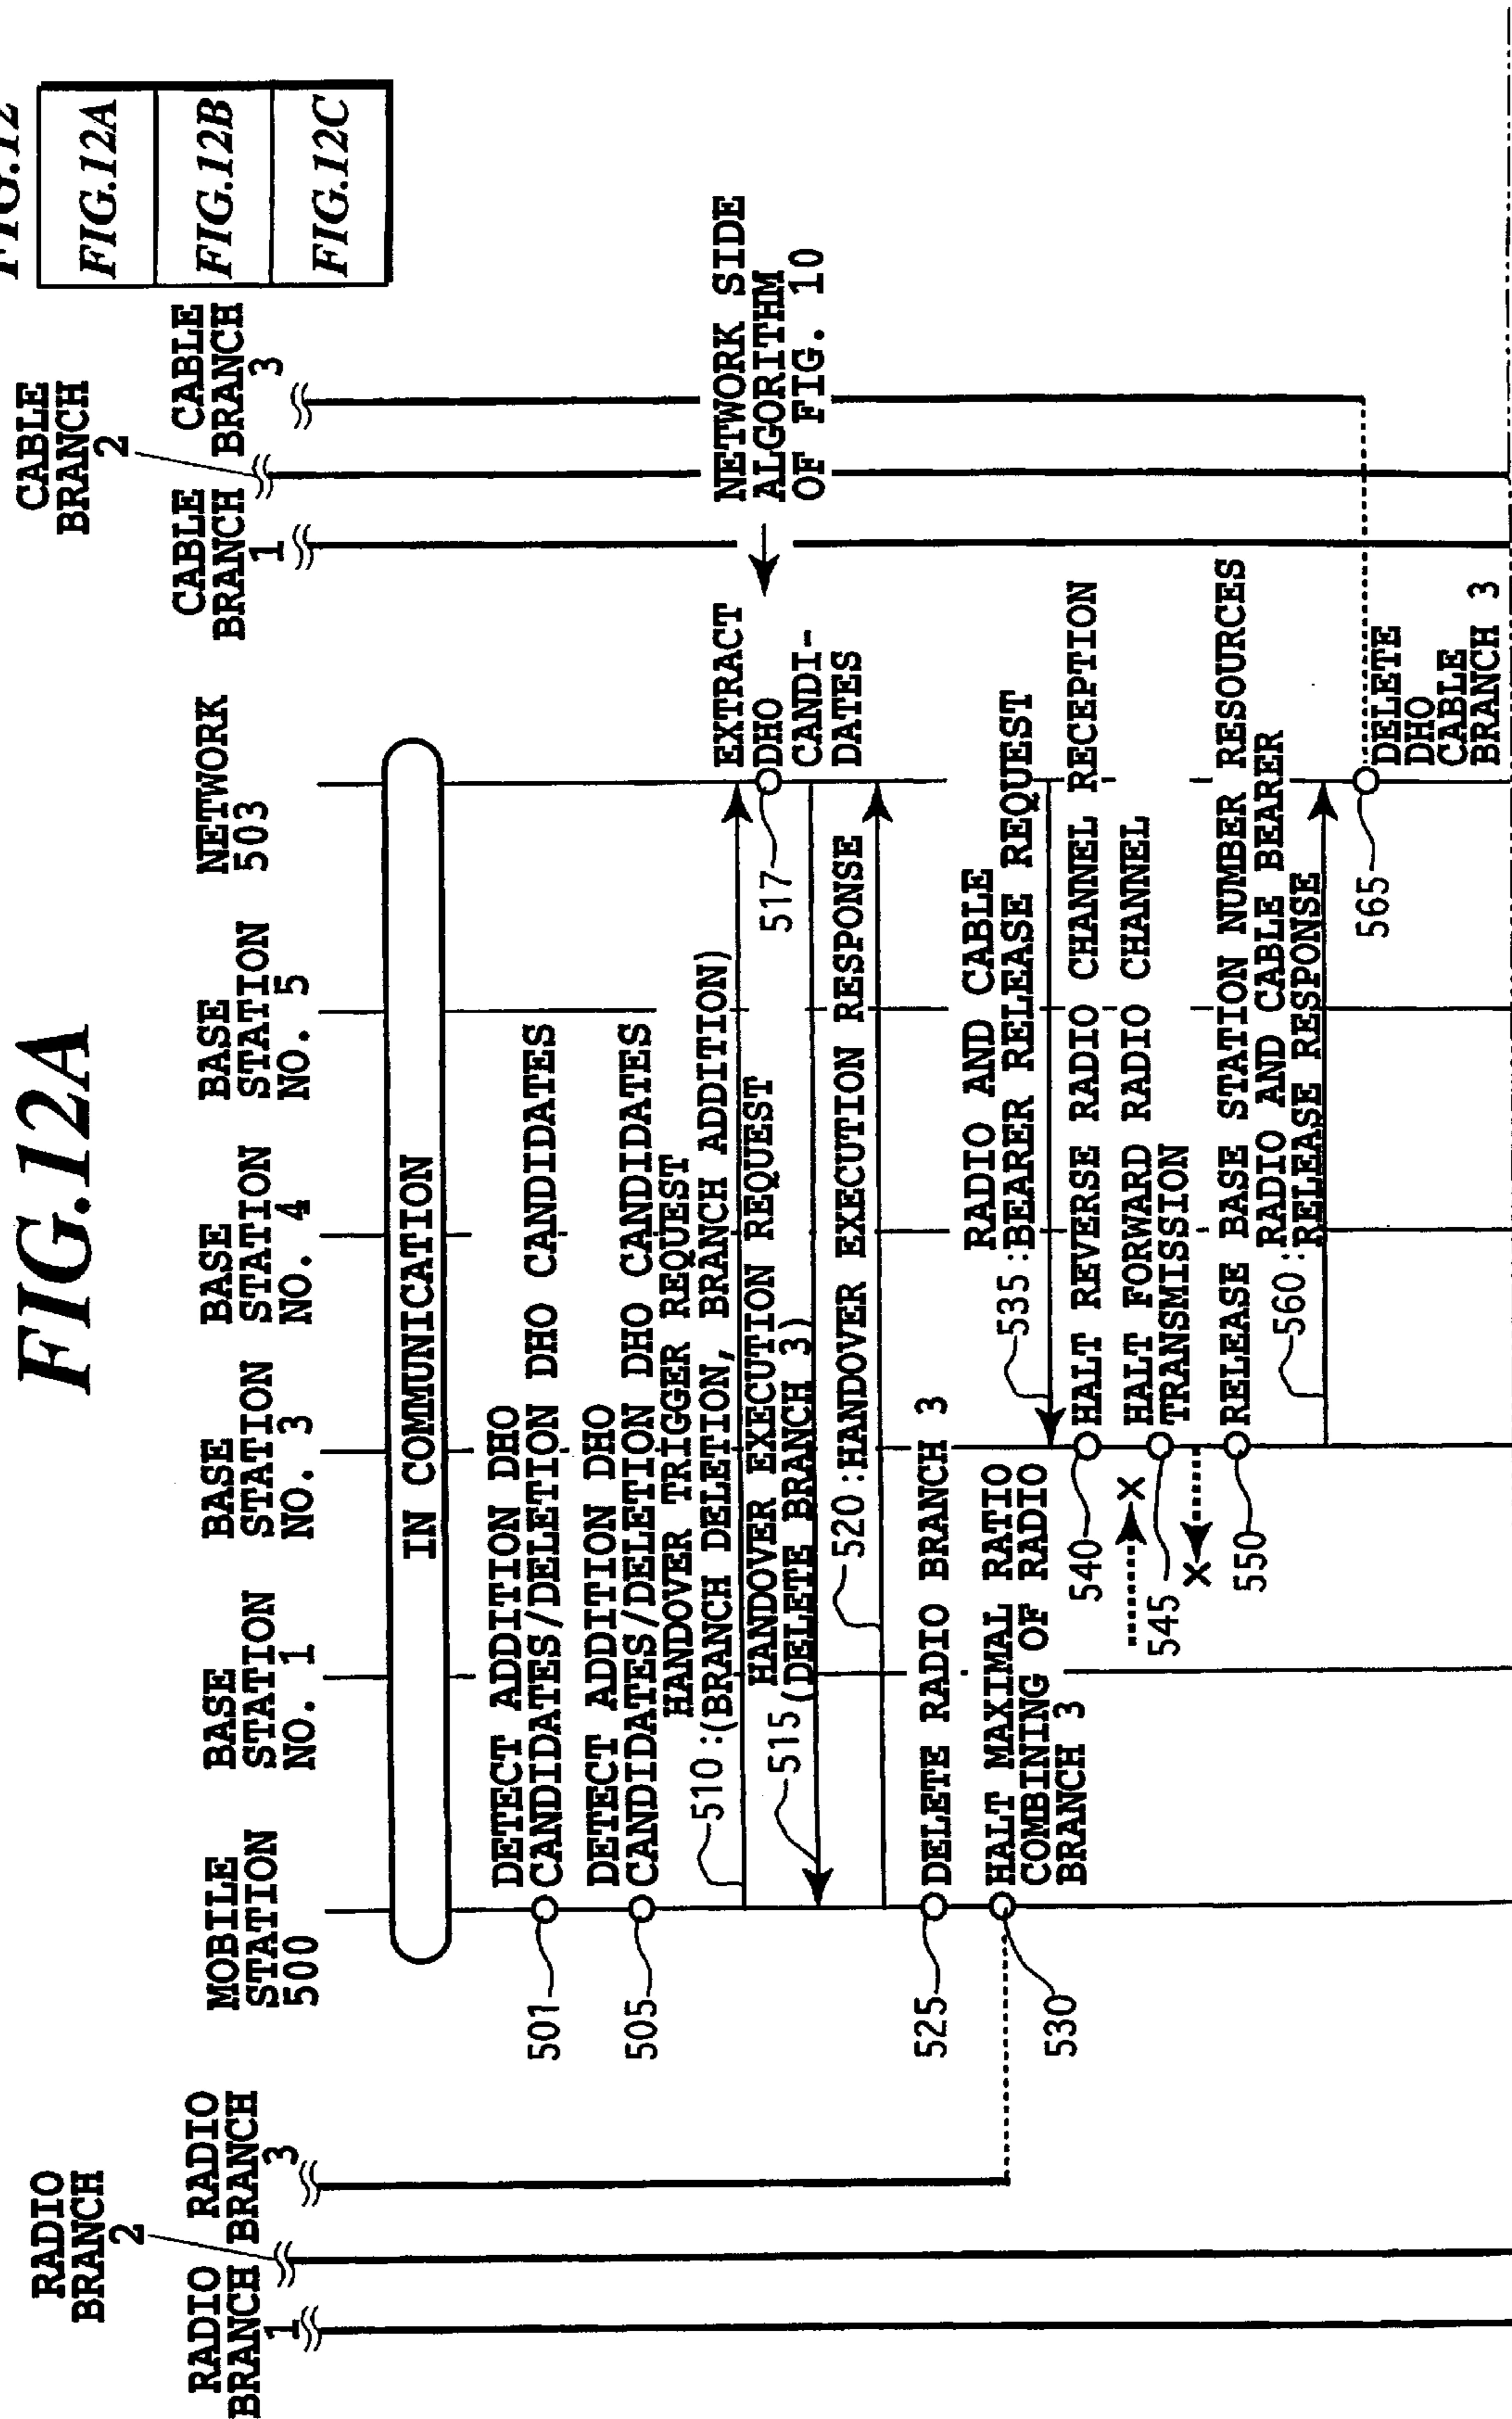 FIG.12A
FIG.12
FIG.12A
FIG.12B
FIG.12C
RADIO
BRANCH
2
RADIO
BRANCH
1
RADIO
BRANCH
3
MOBILE
STATION
500
BASE
STATION
NO. 1
BASE
STATION
NO. 3
BASE
STATION
NO. 4
BASE
STATION
NO. 5
NETWORK
503
CABLE
BRANCH
2
CABLE
BRANCH
1
CABLE
BRANCH
3
IN COMMUNICATION
501
DETECT ADDITION DHO
CANDIDATES/DELETION DHO CANDIDATES
505
DETECT ADDITION DHO
CANDIDATES/DELETION DHO CANDIDATES
HANDOVER TRIGGER REQUEST
510:(BRANCH DELETION, BRANCH ADDITION)
517
EXTRACT
DHO
CANDI-
DATES
NETWORK SIDE
ALGORITHM
OF FIG. 10
HANDOVER EXECUTION REQUEST
515(DELETE BRANCH 3)
520:HANDOVER EXECUTION RESPONSE
525
DELETE RADIO BRANCH 3
530
HALT MAXIMAL RATIO
COMBINING OF RADIO
BRANCH 3
RADIO AND CABLE
535:BEARER RELEASE REQUEST
540
HALT REVERSE RADIO CHANNEL RECEPTION
X
545
HALT FORWARD RADIO CHANNEL
TRANSMISSION
X
550
RELEASE BASE STATION NUMBER RESOURCES
560:RADIO AND CABLE BEARER
RELEASE RESPONSE
565
DELETE
DHO
CABLE
BRANCH 3